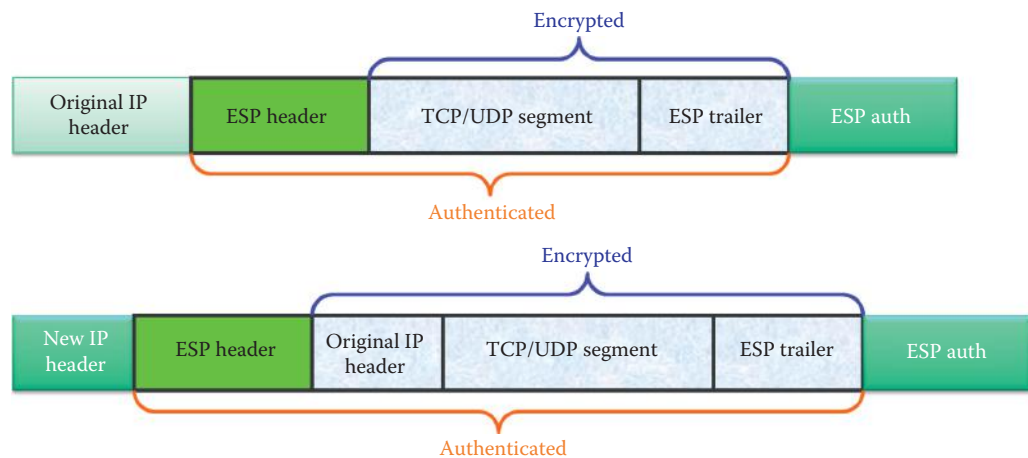 Encrypted
Original IP
header
ESP header
TCP/UDP segment
ESP trailer
ESP auth
Authenticated
Encrypted
New IP
header
ESP header
Original IP
header
TCP/UDP segment
ESP trailer
ESP auth
Authenticated